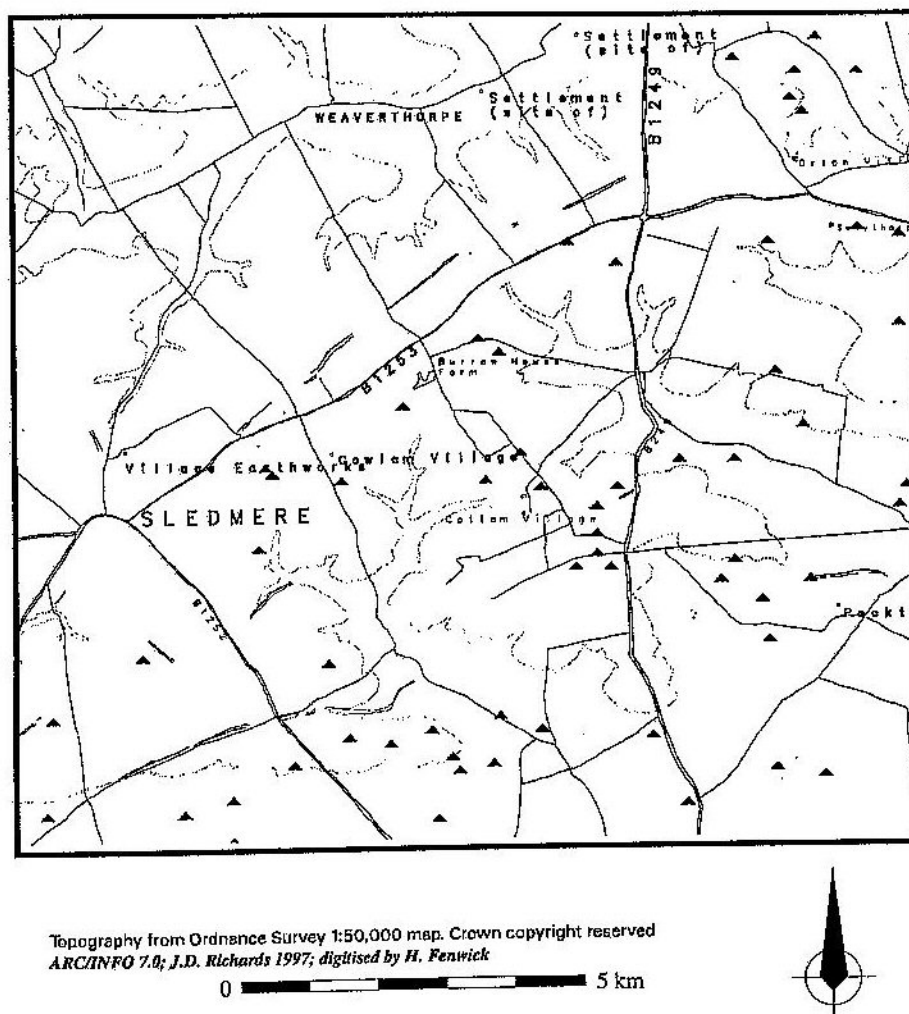 Settlement
(site of)
Settlement
(site of)
WEAVERTHORPE
B1249
B1253
Burrow House
Farm
Village Earthworks
Cowlam Village
SLEDMERE
Cottam Village
B1252
Topography from Ordnance Survey 1:50,000 map. Crown copyright reserved
ARC/INFO 7.0; J.D. Richards 1997; digitised by H. Fenwick
0
5 km